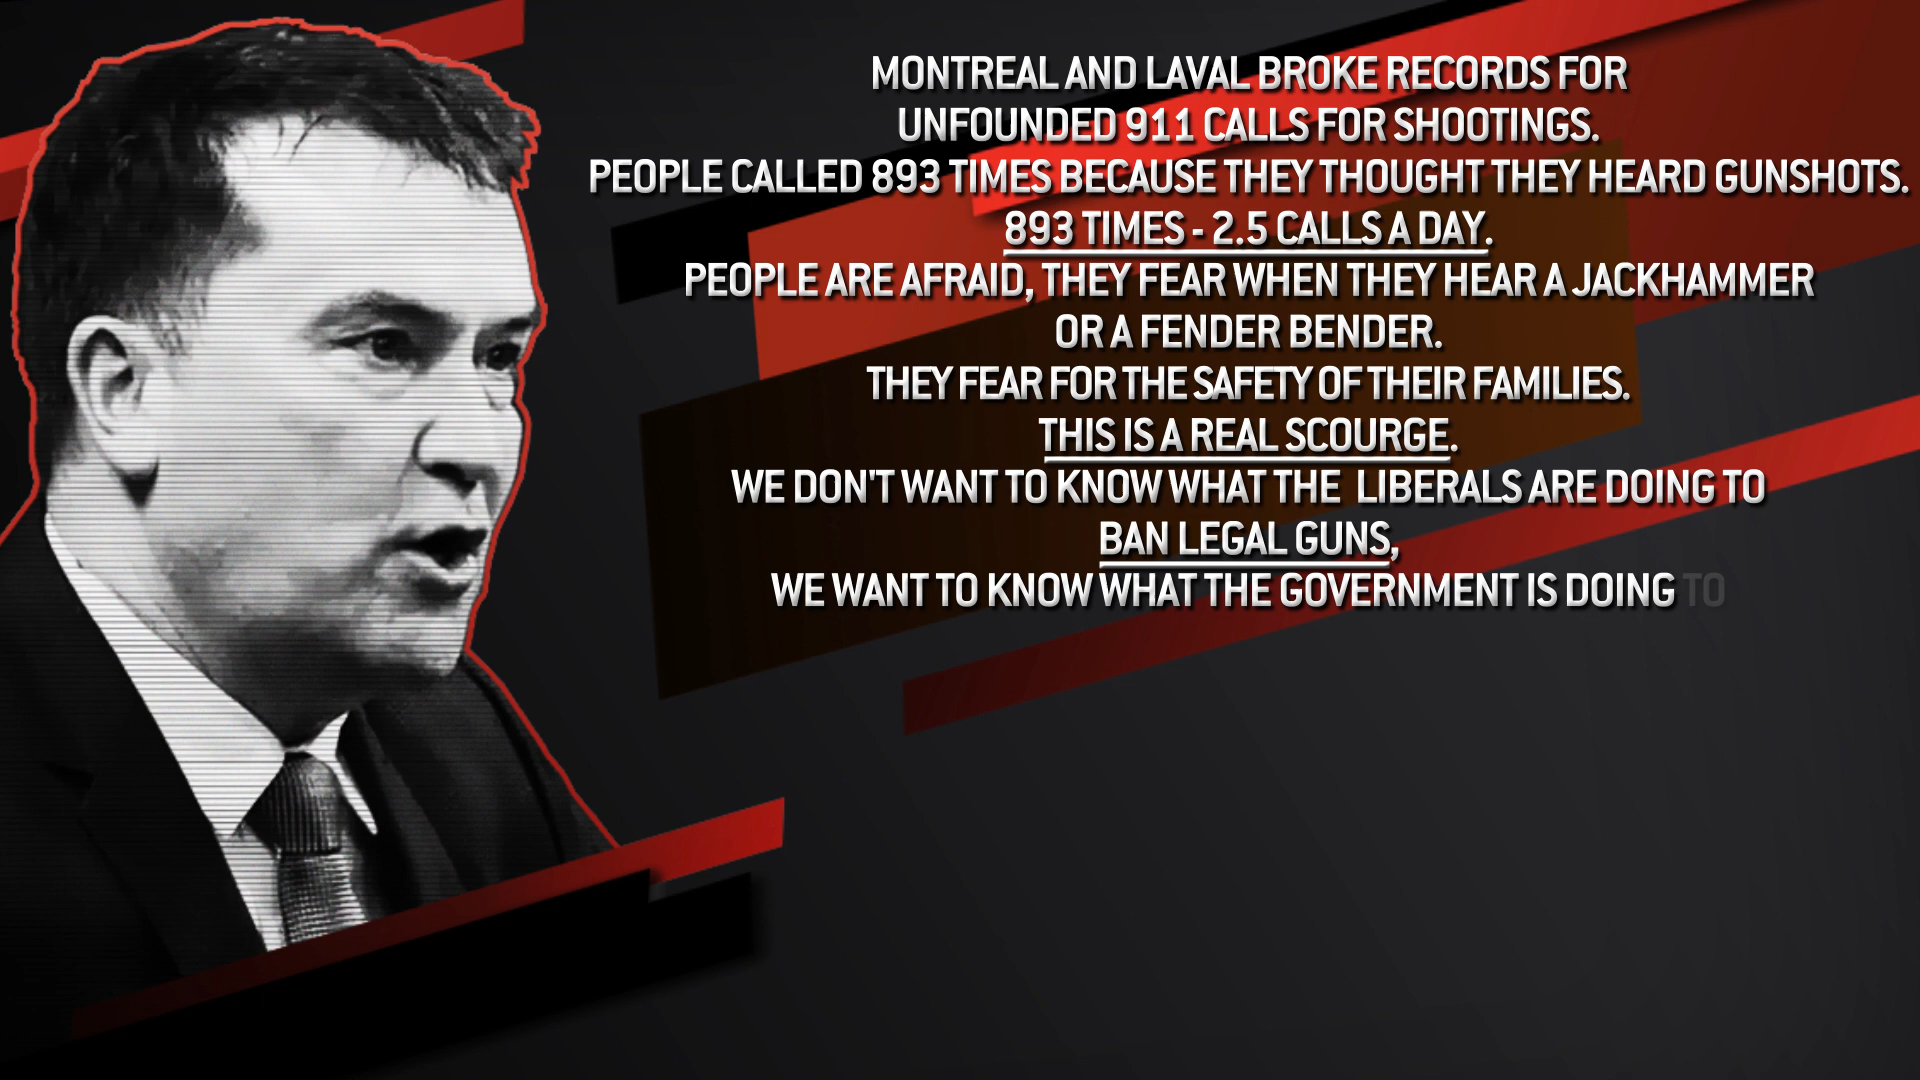 MONTREAL AND LAVAL BROKE RECORDS FOR
UNFOUNDED 911 CALLS FOR SHOOTINGS.
PEOPLE CALLED 893 TIMES BECAUSE THEY THOUGHT THEY HEARD GUNSHOTS.
893 TIMES - 2.5 CALLS A DAY.
PEOPLE ARE AFRAID, THEY FEAR WHEN THEY HEAR A JACKHAMMER
OR A FENDER BENDER.
THEY FEAR FOR THE SAFETY OF THEIR FAMILIES.
THIS IS A REAL SCOURGE.
WE DON'T WANT TO KNOW WHAT THE LIBERALS ARE DOING TO
BAN LEGAL GUNS,
WE WANT TO KNOW WHAT THE GOVERNMENT IS DOING TO